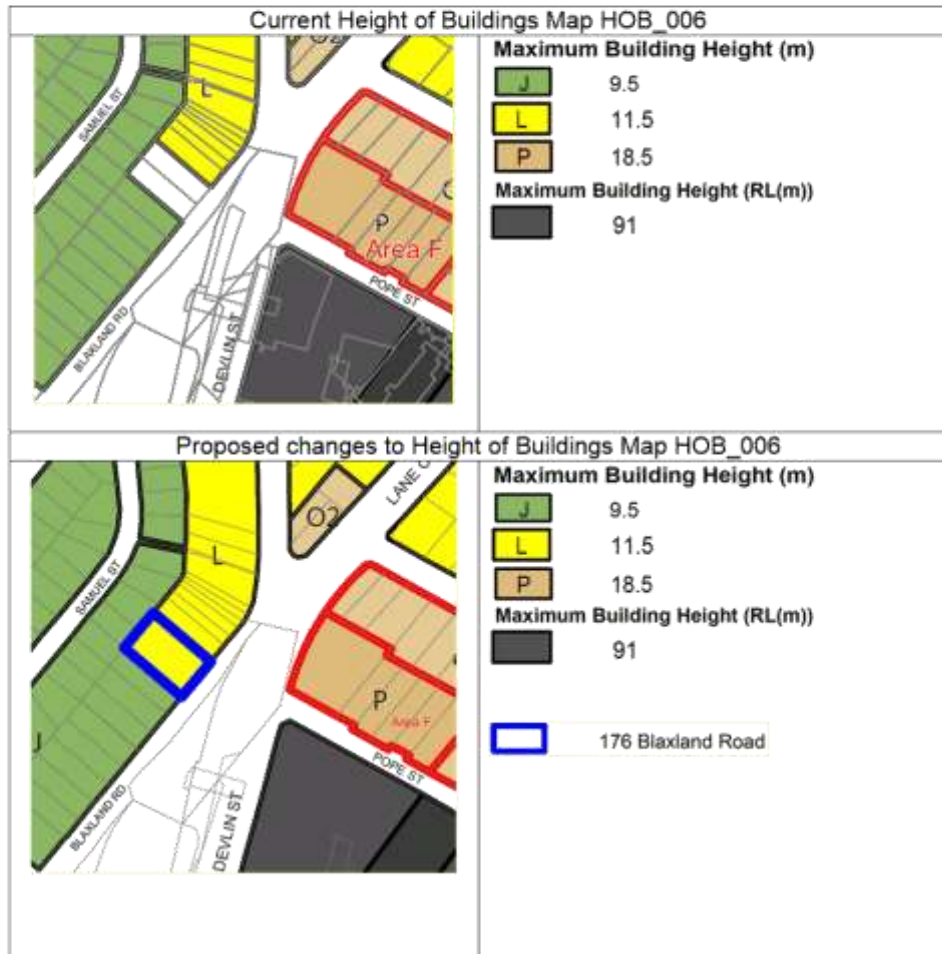 Current Height of Buildings Map HOB_006
SAMUEL ST
L
P
Area F
POPE ST
BLAXLAND RD
DEVLIN ST
Maximum Building Height (m)
J 9.5
L 11.5
P 18.5
Maximum Building Height (RL(m))
91
Proposed changes to Height of Buildings Map HOB_006
LANE
O2
L
SAMUEL ST
J
P
Area F
POPE ST
BLAXLAND RD
DEVLIN ST
Maximum Building Height (m)
J 9.5
L 11.5
P 18.5
Maximum Building Height (RL(m))
91
176 Blaxland Road